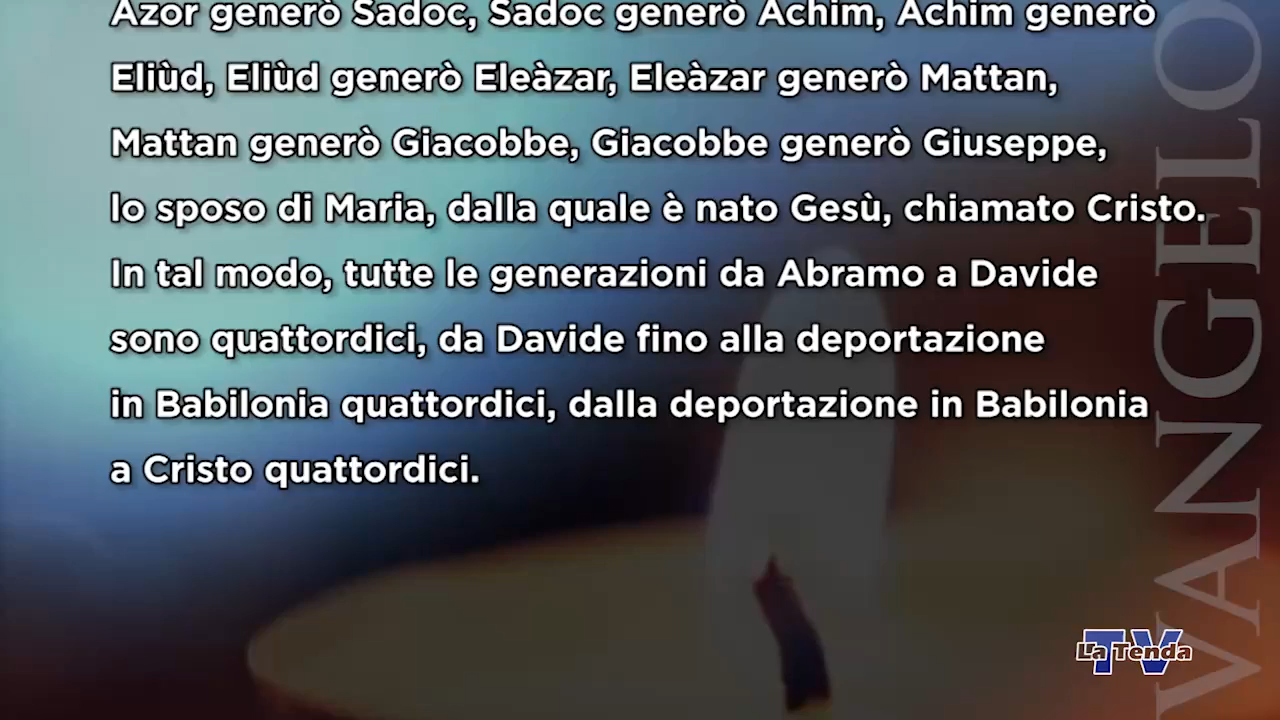 Azor generò Sadoc, Sadoc generò Achim, Achim generò
Eliùd, Eliùd generò Eleàzar, Eleàzar generò Mattan,
Mattan generò Giacobbe, Giacobbe generò Giuseppe,
lo sposo di Maria, dalla quale è nato Gesù, chiamato Cristo.
In tal modo, tutte le generazioni da Abramo a Davide
sono quattordici, da Davide fino alla deportazione
in Babilonia quattordici, dalla deportazione in Babilonia
a Cristo quattordici.
VANGELO
TV
La Tenda